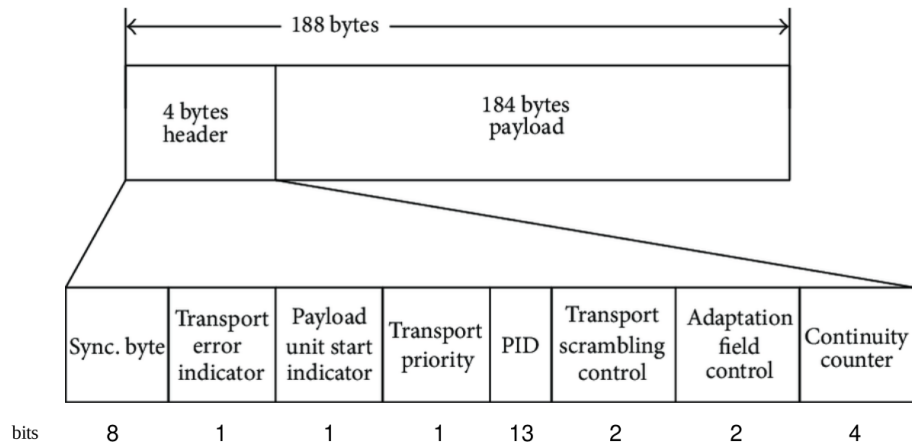 188 bytes
4 bytes
header
184 bytes
payload
Sync. byte
Transport
error
indicator
Payload
unit start
indicator
Transport
priority
PID
Transport
scrambling
control
Adaptation
field
control
Continuity
counter
bits 8 1 1 1 13 2 2 4